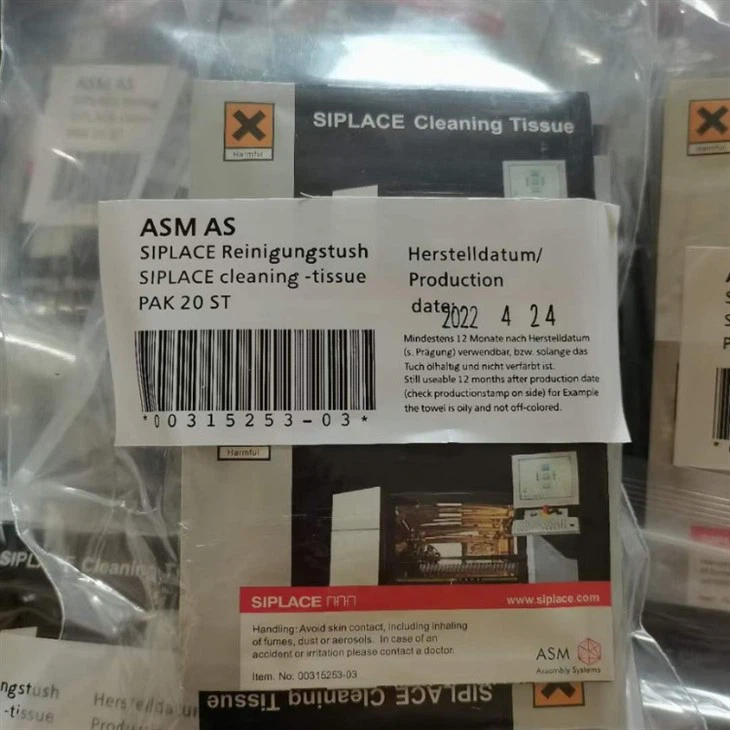 ASM AS
Harmful
SIPLACE Cleaning Tissue
Harmful
ASM AS
SIPLACE Reinigungstush
SIPLACE cleaning -tissue
PAK 20 ST
*00315253-03*
Herstelldatum/
Production
date:
2022 4 24
Mindestens 12 Monate nach Herstelldatum
(s. Prägung) verwendbar, bzw. solange das
Tuch ölhaltig und nicht verfärbt ist.
Still useable 12 months after production date
(check productionstamp on side) for Example
the towel is oily and not off-colored.
Harmful
SIPLACE
www.siplace.com
Handling: Avoid skin contact, including inhaling
of fumes, dust or aerosols. In case of an
accident or irritation please contact a doctor.
Item. No. 00315253-03
ASM
Assembly Systems
SIPLACE Cleaning
ngstush
-tissue
Herstelldatum
SIPLACE Cleaning Tissue